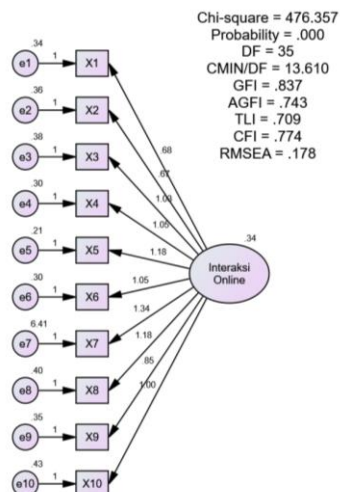 Chi-square = 476.357
Probability = .000
DF = 35
CMIN/DF = 13.610
GFI = .837
AGFI = .743
TLI = .709
CFI = .774
RMSEA = .178
.34
e1 1 X1
.36
e2 1 X2
.38
e3 1 X3
.30
e4 1 X4
.21
e5 1 X5
.30
e6 1 X6
6.41
e7 1 X7
.40
e8 1 X8
.35
e9 1 X9
.43
e10 1 X10
.68
.67
1.03
1.05
1.18
1.05
1.34
1.18
.85
1.00
.34
Interaksi
Online